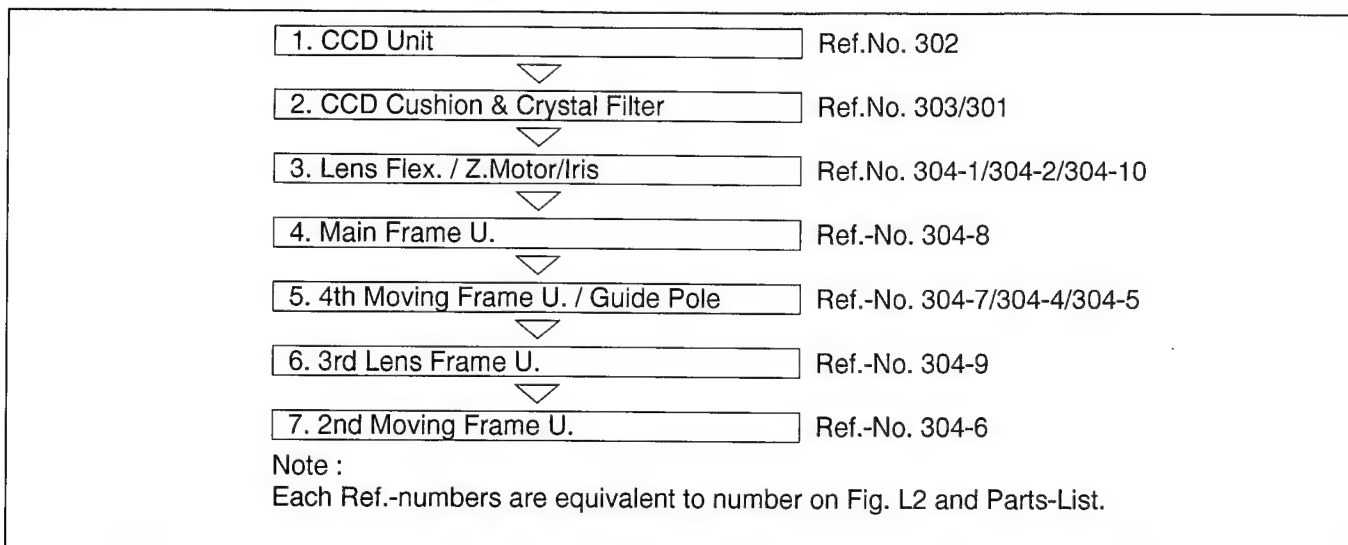 1. CCD Unit Ref.No. 302
2. CCD Cushion & Crystal Filter Ref.No. 303/301
3. Lens Flex. / Z.Motor/Iris Ref.No. 304-1/304-2/304-10
4. Main Frame U. Ref.-No. 304-8
5. 4th Moving Frame U. / Guide Pole Ref.-No. 304-7/304-4/304-5
6. 3rd Lens Frame U. Ref.-No. 304-9
7. 2nd Moving Frame U. Ref.-No. 304-6
Note :
Each Ref.-numbers are equivalent to number on Fig. L2 and Parts-List.